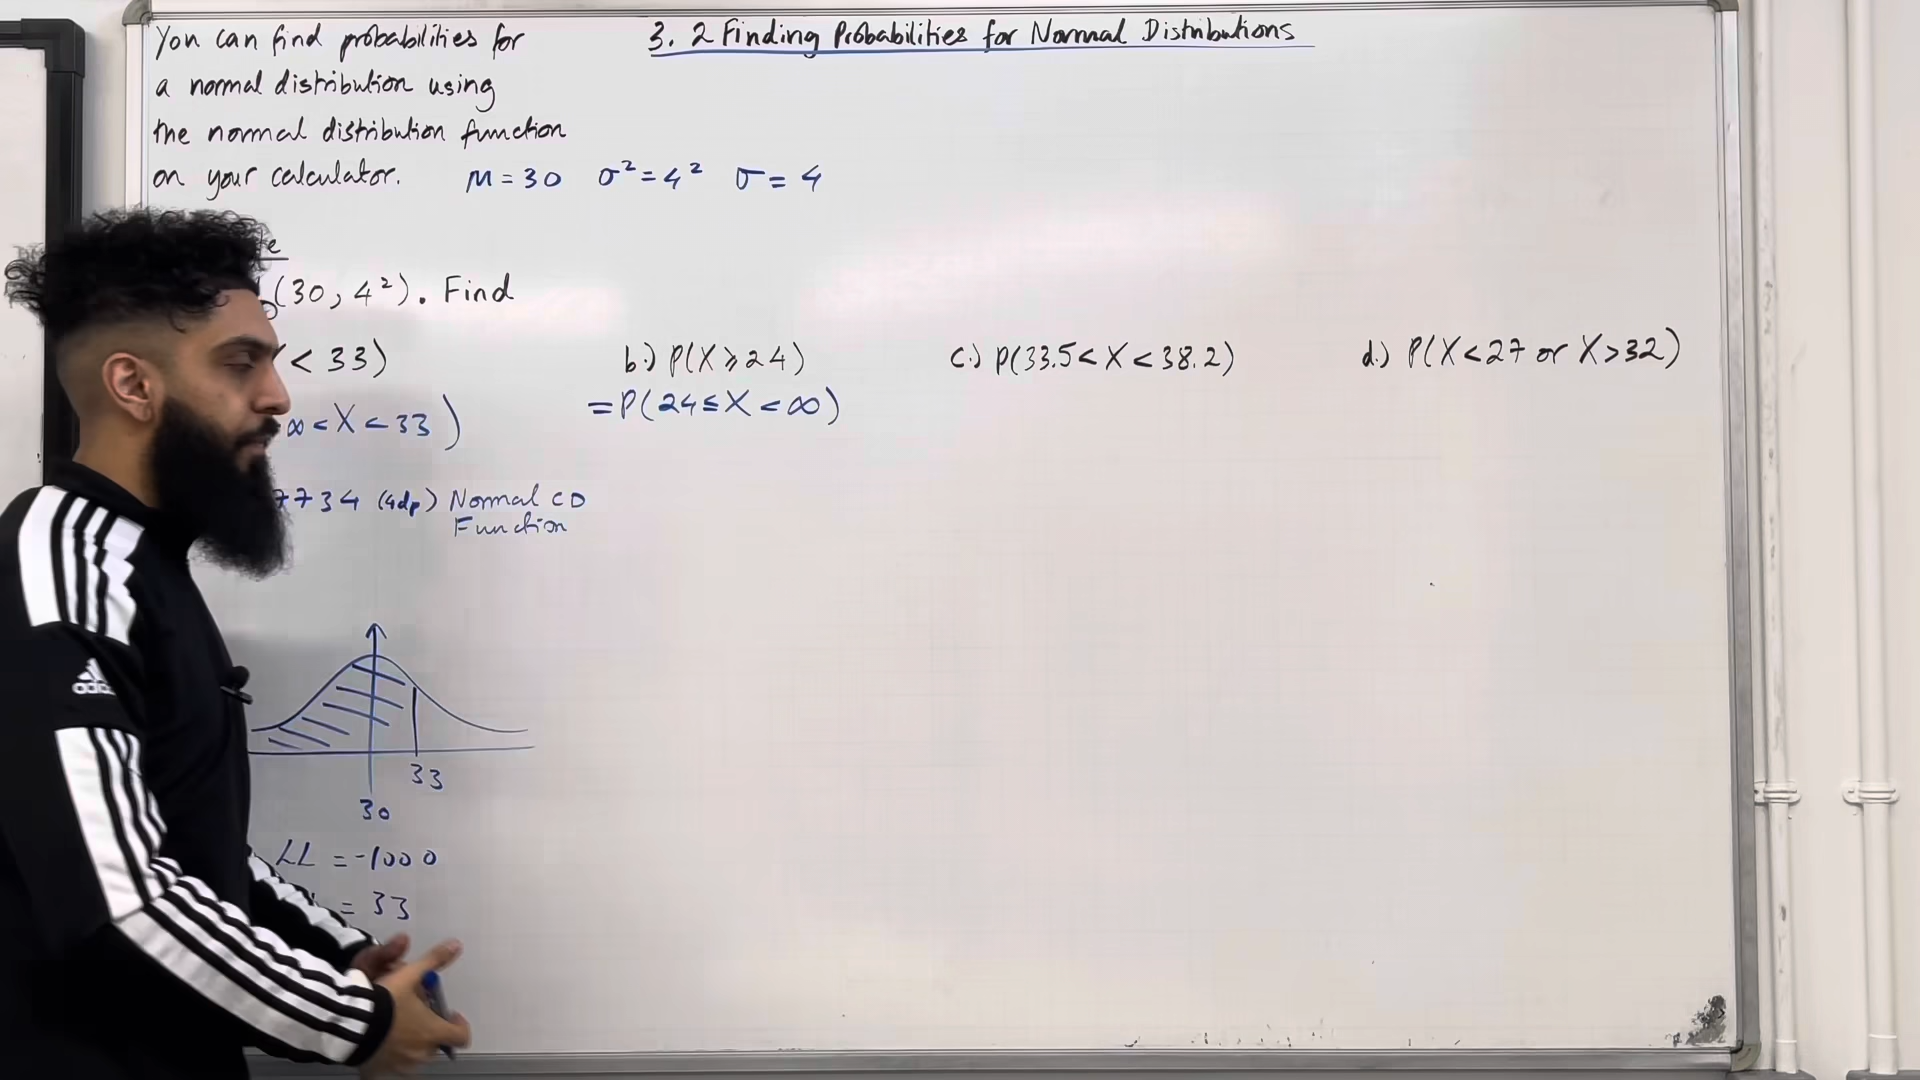 3.2 Finding Probabilities for Normal Distributions
You can find probabilities for
a normal distribution using
the normal distribution function
on your calculator.
μ = 30 σ² = 4² σ = 4
(30, 4²). Find
< 33)
∞ < X < 33)
7734 (4dp) Normal CD
Function
33
30
LL = -1000
= 33
b.) P(X ⩾ 24)
= P(24 ≤ X < ∞)
c.) P(33.5 < X < 38.2)
d.) P(X < 27 or X > 32)